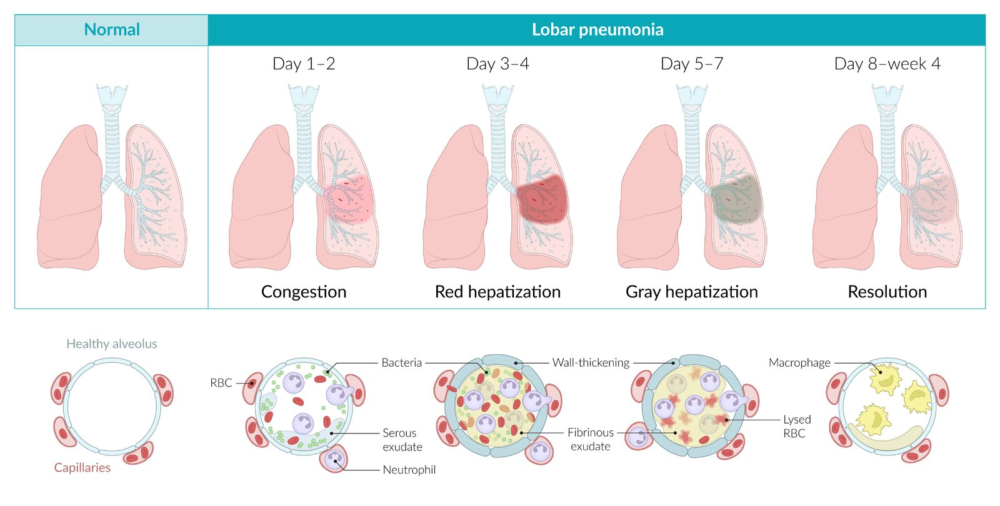 Normal
Lobar pneumonia
Day 1–2
Day 3–4
Day 5–7
Day 8–week 4
Congestion
Red hepatization
Gray hepatization
Resolution
Healthy alveolus
Capillaries
RBC
Bacteria
Serous
exudate
Neutrophil
Wall-thickening
Fibrinous
exudate
Macrophage
Lysed
RBC